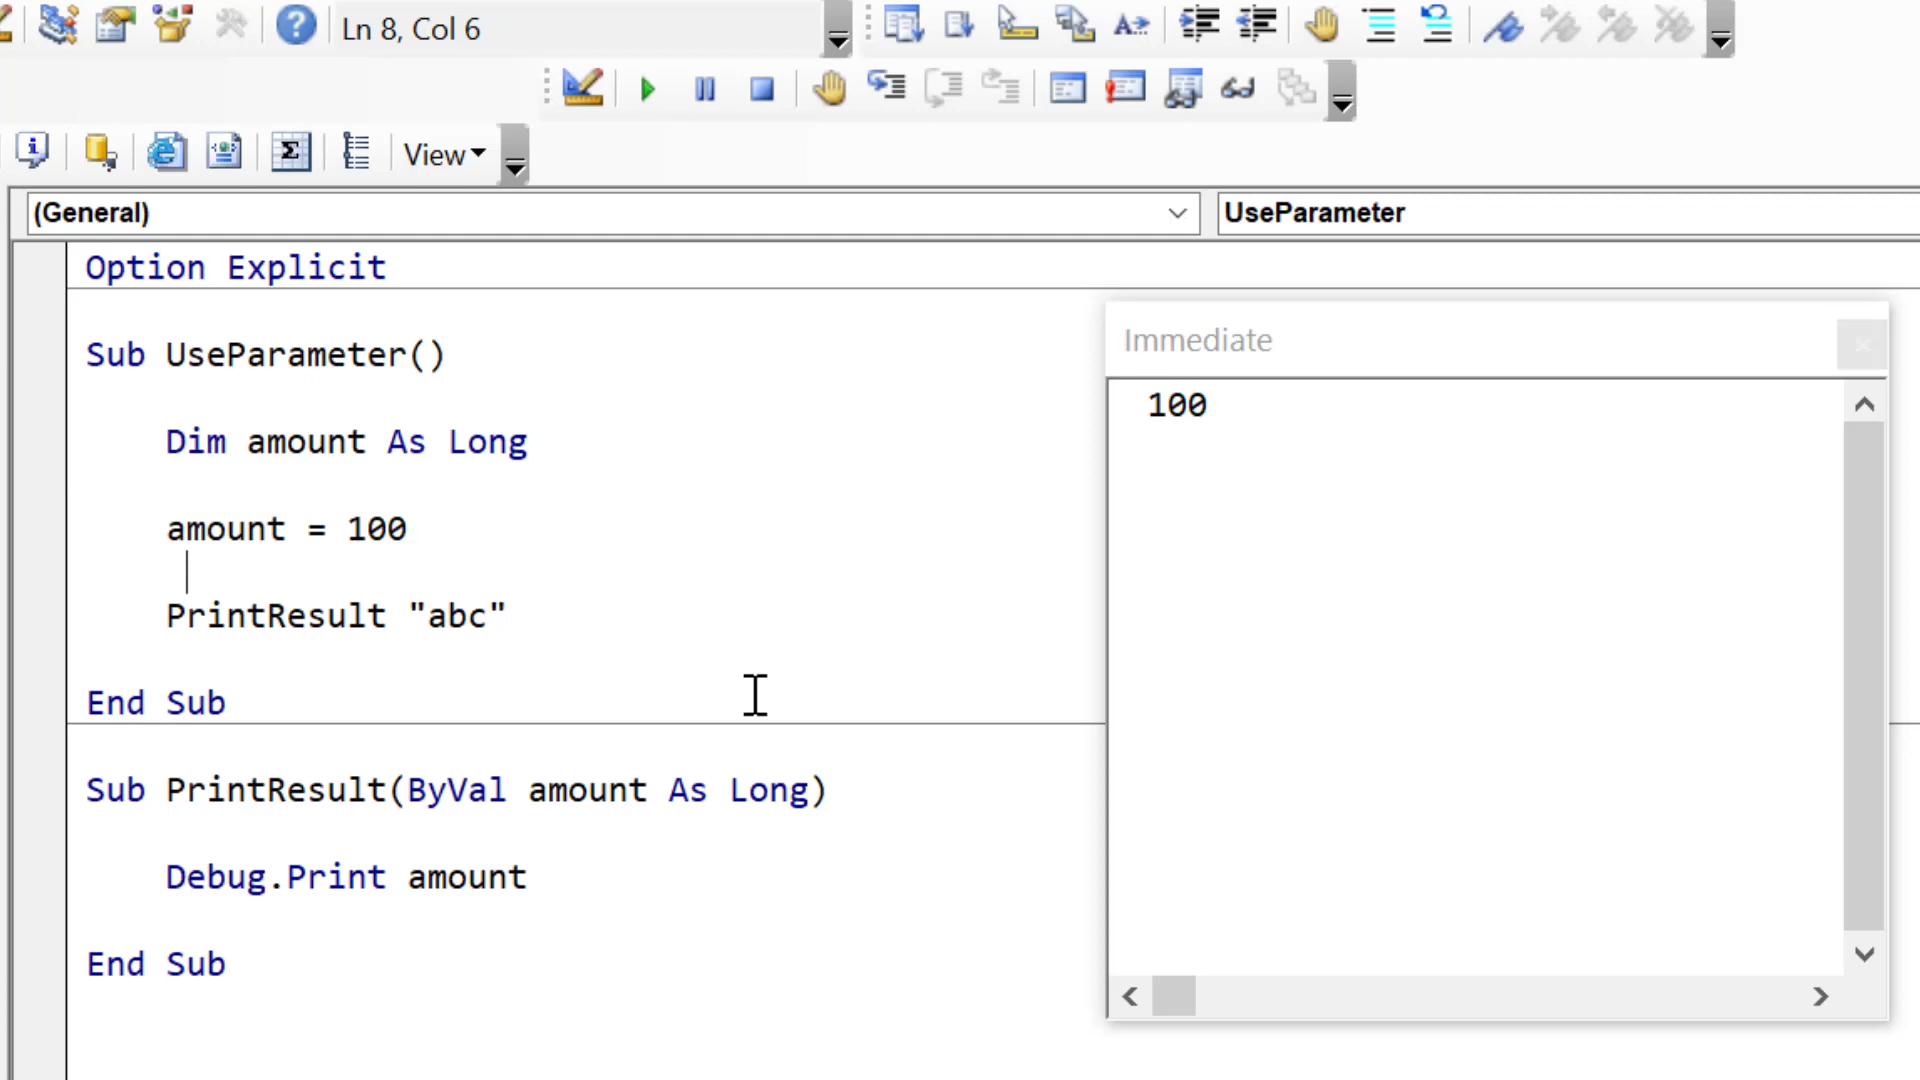 Ln 8, Col 6
View
(General)
UseParameter
Option Explicit
Sub UseParameter()
Dim amount As Long
amount = 100
PrintResult "abc"
End Sub
Sub PrintResult(ByVal amount As Long)
Debug.Print amount
End Sub
Immediate
100